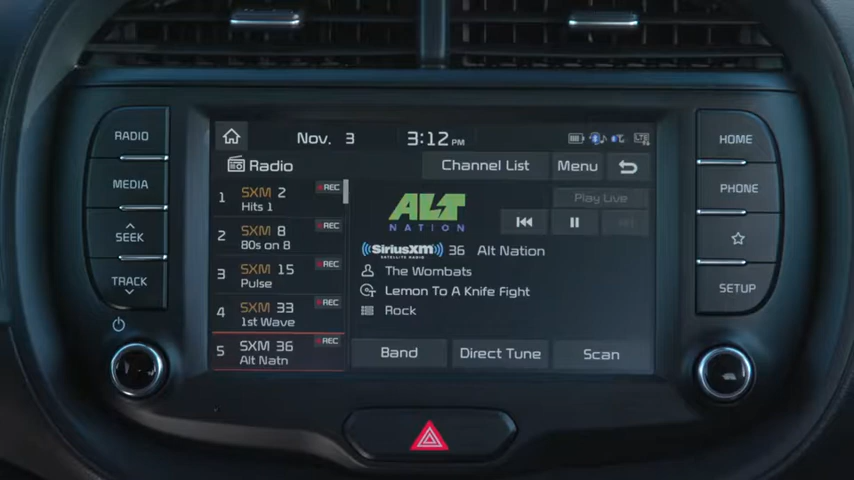 RADIO
MEDIA
SEEK
TRACK
Nov. 3
3:12 PM
LTE
Radio
Channel List
Menu
1 SXM 2 REC
Hits 1
2 SXM 8 REC
80s on 8
3 SXM 15 REC
Pulse
4 SXM 33 REC
1st Wave
5 SXM 36 REC
Alt Natn
ALT
NATION
Play Live
SiriusXM 36 Alt Nation
SATELLITE RADIO
The Wombats
Lemon To A Knife Fight
Rock
Band
Direct Tune
Scan
HOME
PHONE
SETUP